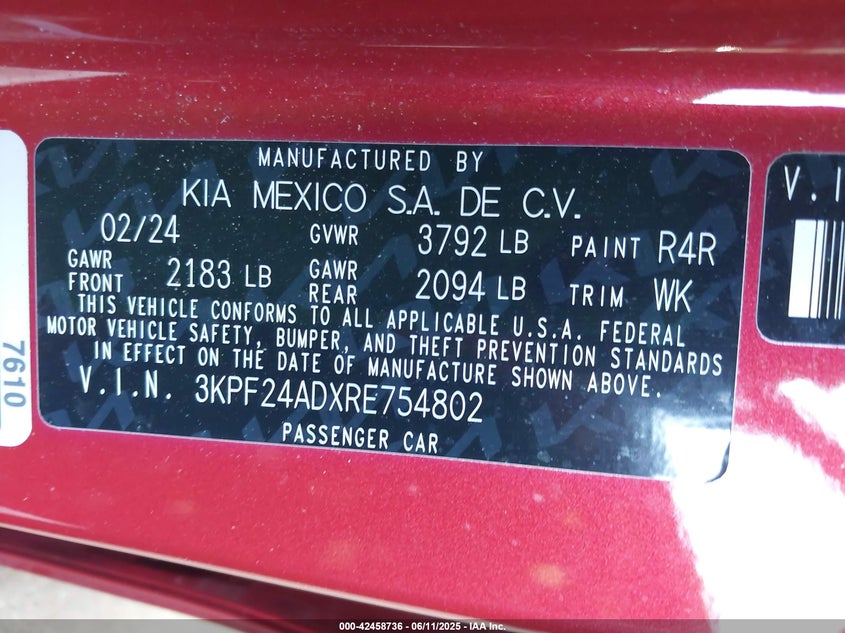 MANUFACTURED BY
KIA MEXICO S.A. DE C.V.
02/24 GVWR 3792 LB PAINT R4R
GAWR FRONT 2183 LB GAWR REAR 2094 LB TRIM WK
THIS VEHICLE CONFORMS TO ALL APPLICABLE U.S.A. FEDERAL
MOTOR VEHICLE SAFETY, BUMPER, AND THEFT PREVENTION STANDARDS
IN EFFECT ON THE DATE OF MANUFACTURE SHOWN ABOVE.
V.I.N. 3KPF24ADXRE754802
PASSENGER CAR
7610
V.I
000-42458736 - 06/11/2025 - IAA Inc.